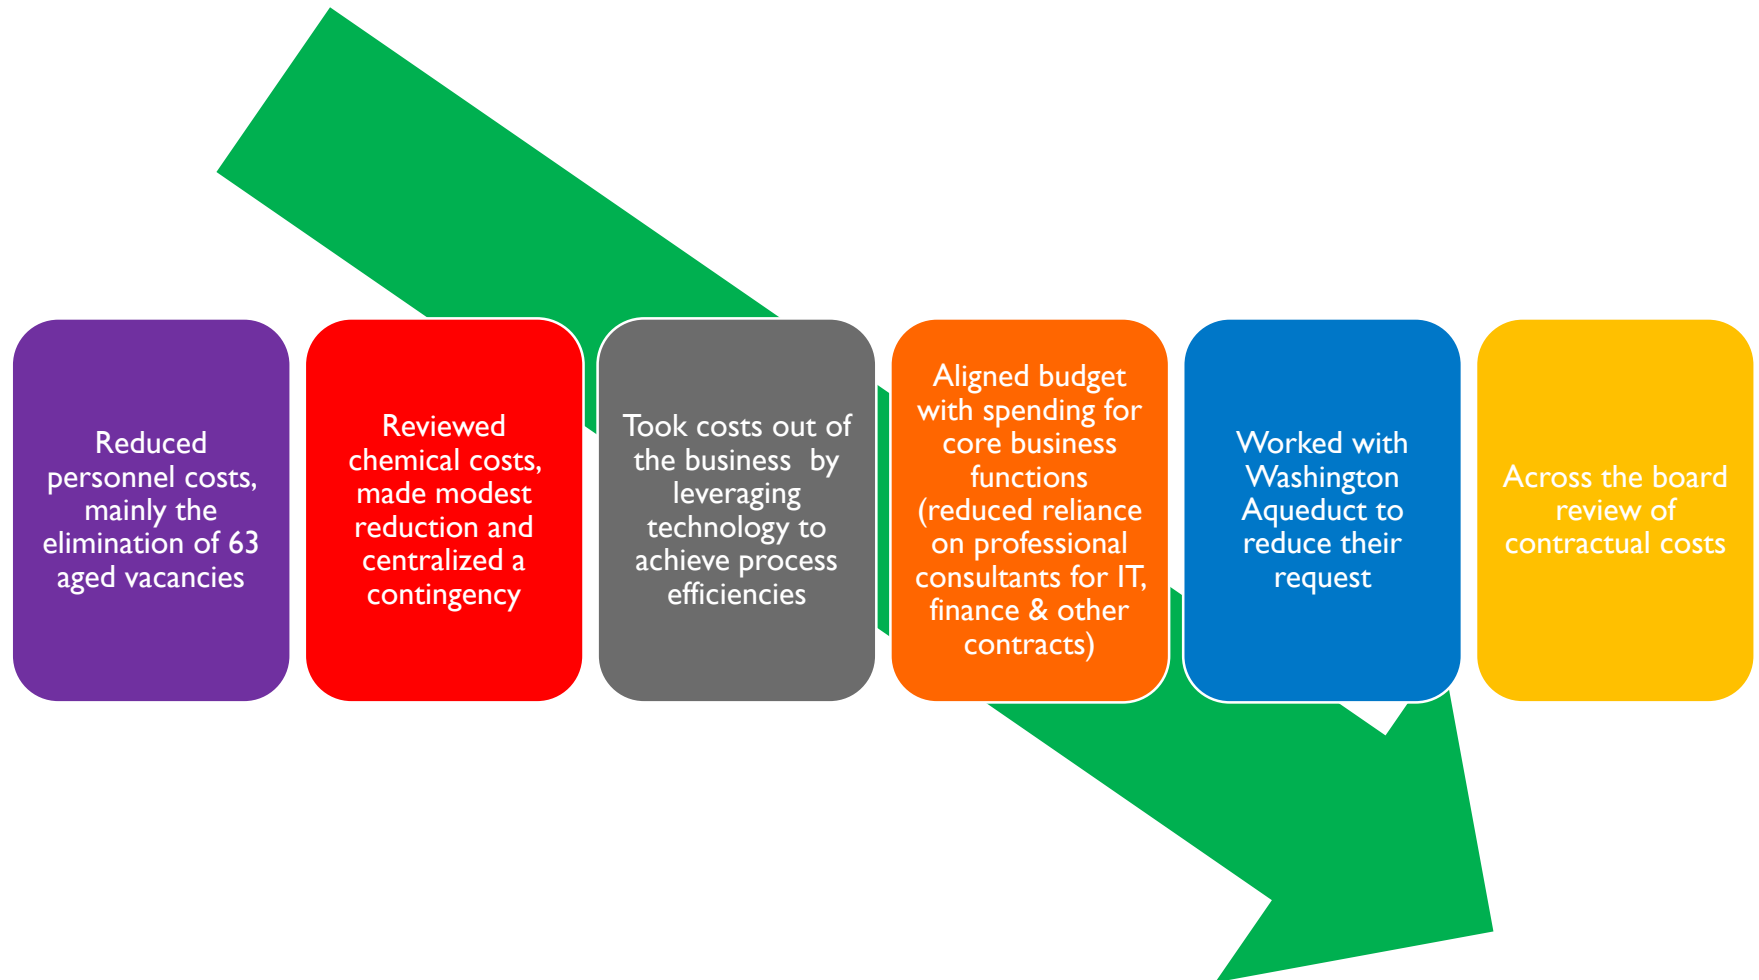 Reduced
personnel costs,
mainly the
elimination of 63
aged vacancies
Reviewed
chemical costs,
made modest
reduction and
centralized a
contingency
Took costs out of
the business  by
leveraging
technology to
achieve process
efficiencies
Aligned budget
with spending for
core business
functions
(reduced reliance
on professional
consultants for IT,
finance & other
contracts)
Worked with
Washington
Aqueduct to
reduce their
request
Across the board
review of
contractual costs